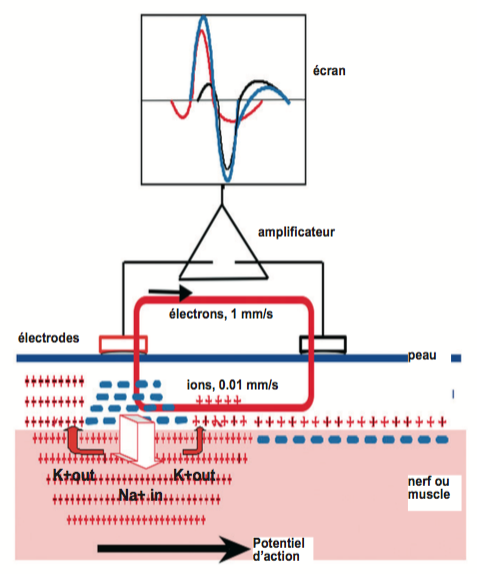 écran
amplificateur
électrons, 1 mm/s
électrodes
peau
ions, 0.01 mm/s
K+out
K+out
Na+ in
nerf ou
muscle
Potentiel
d'action